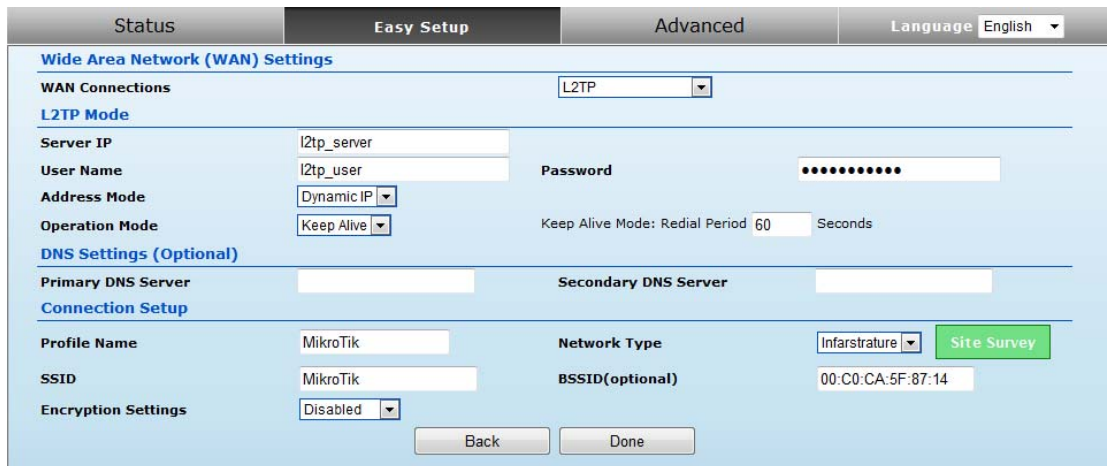 Status Easy Setup Advanced Language English
Wide Area Network (WAN) Settings
WAN Connections L2TP
L2TP Mode
Server IP l2tp_server
User Name l2tp_user Password •••••••••••
Address Mode Dynamic IP
Operation Mode Keep Alive Keep Alive Mode: Redial Period 60 Seconds
DNS Settings (Optional)
Primary DNS Server Secondary DNS Server
Connection Setup
Profile Name MikroTik Network Type Infarstrature Site Survey
SSID MikroTik BSSID(optional) 00:C0:CA:5F:87:14
Encryption Settings Disabled
Back Done